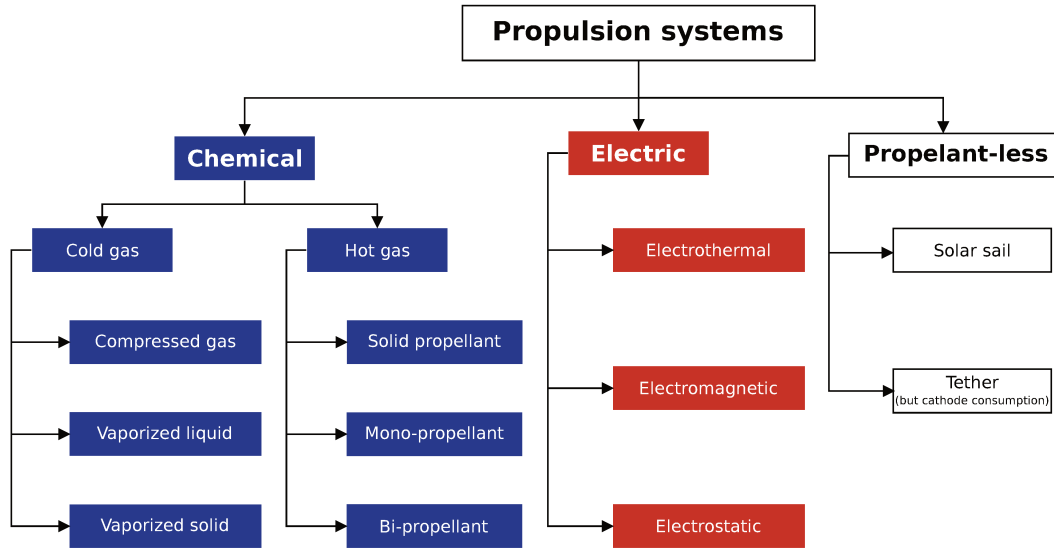 Propulsion systems
Chemical
Electric
Propelant-less
Cold gas
Hot gas
Electrothermal
Solar sail
Compressed gas
Solid propellant
Electromagnetic
Tether
(but cathode consumption)
Vaporized liquid
Mono-propellant
Vaporized solid
Bi-propellant
Electrostatic